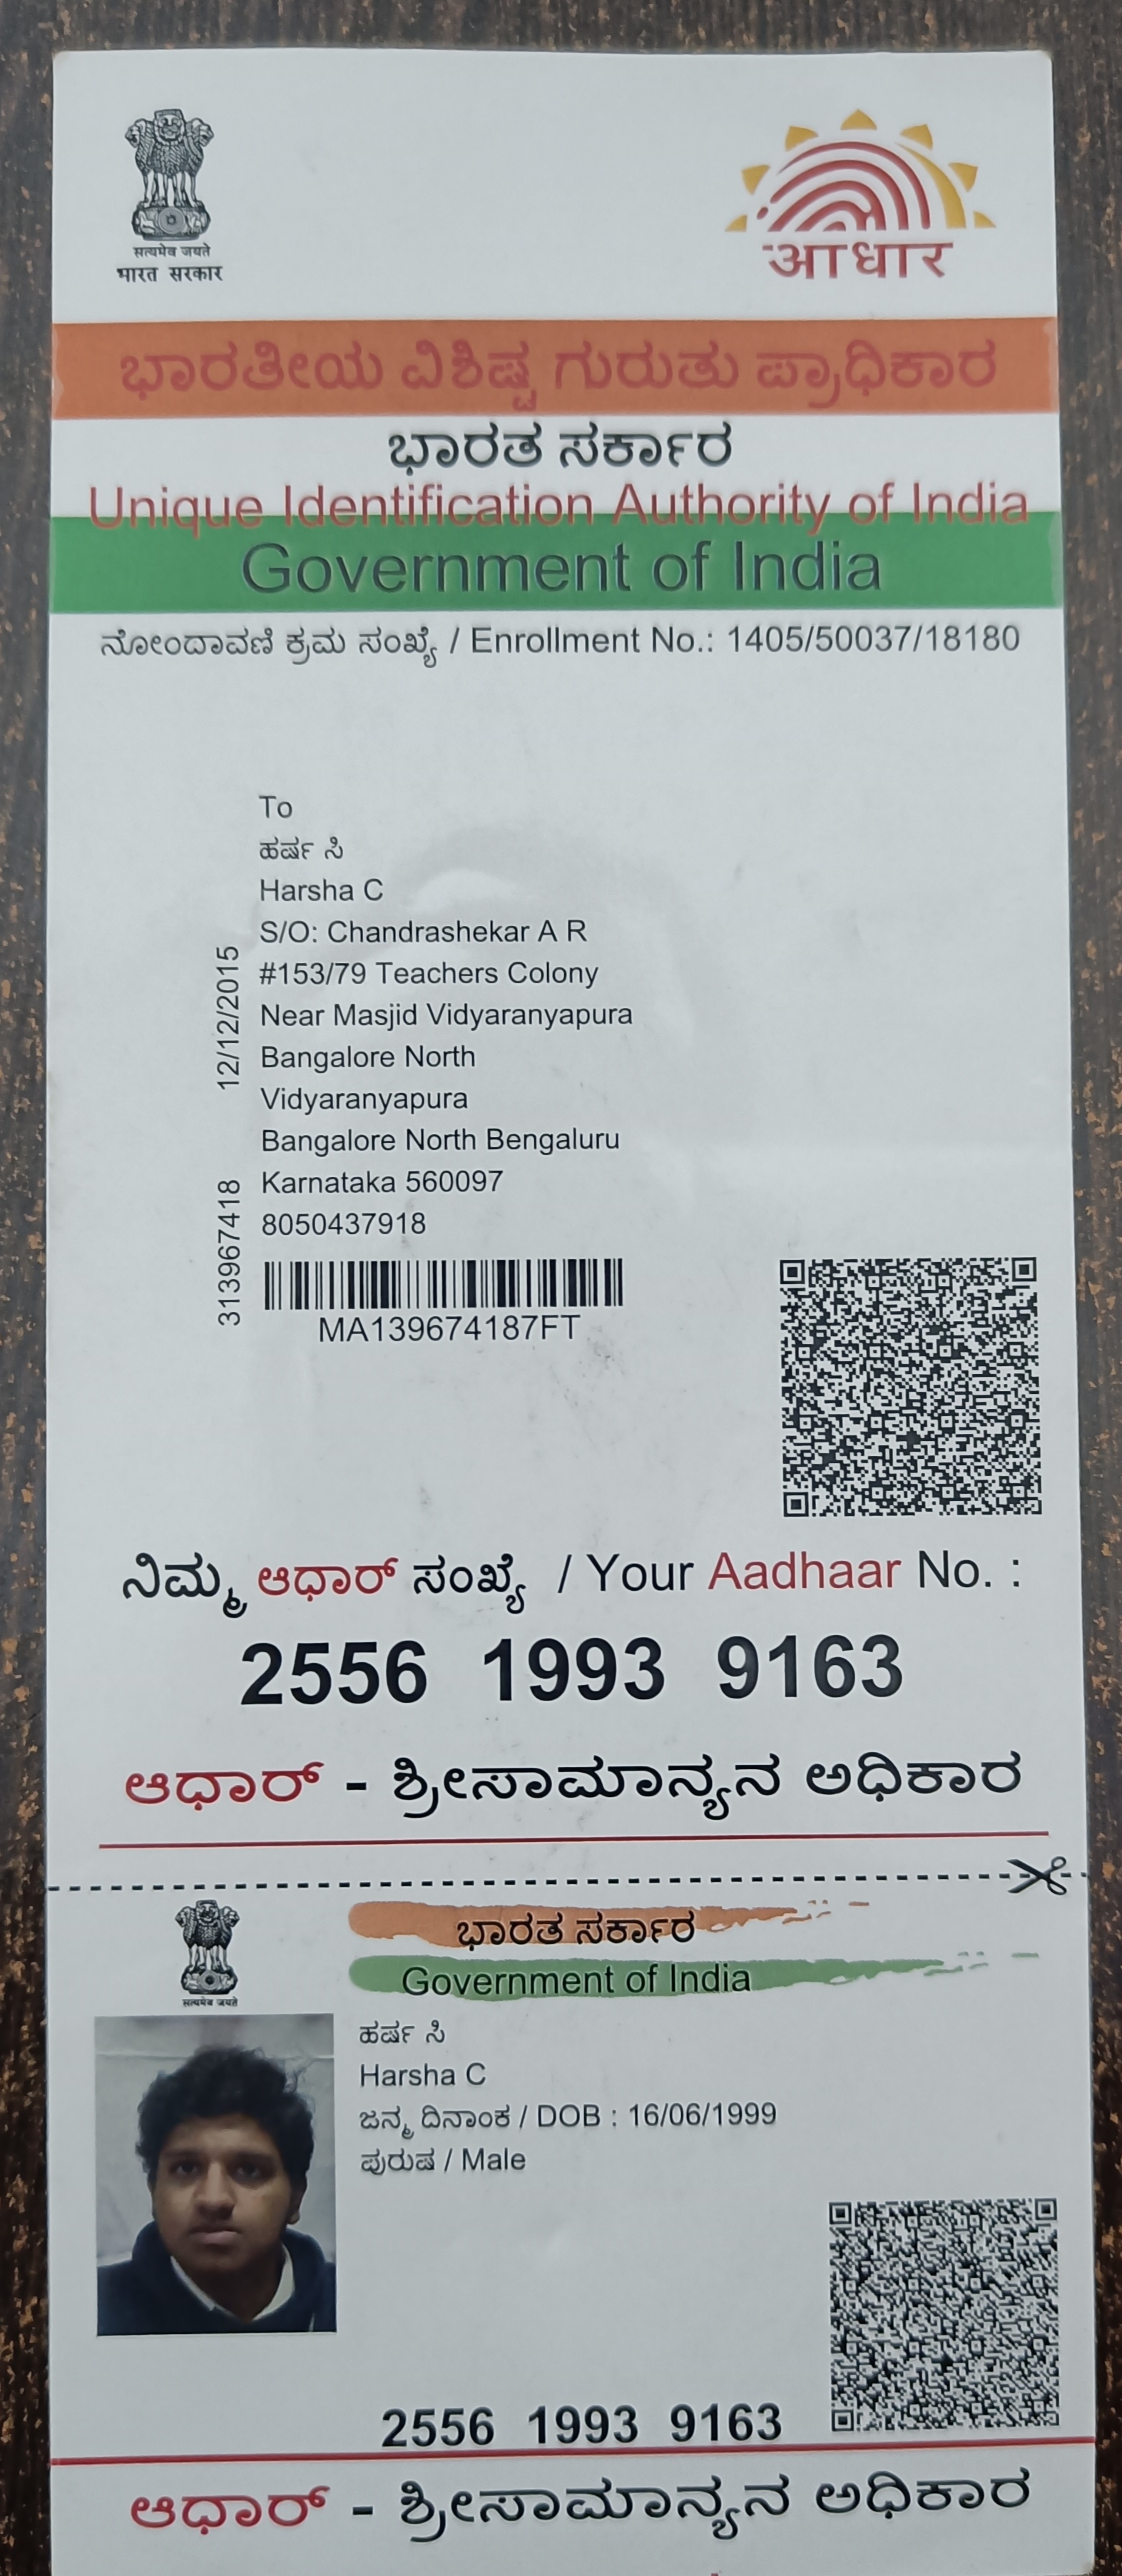 सत्यमेव जयते
भारत सरकार
आधार
ಭಾರತೀಯ ವಿಶಿಷ್ಟ ಗುರುತು ಪ್ರಾಧಿಕಾರ
ಭಾರತ ಸರ್ಕಾರ
Unique Identification Authority of India
Government of India
ನೋಂದಾವಣಿ ಕ್ರಮ ಸಂಖ್ಯೆ / Enrollment No.: 1405/50037/18180
To
ಹರ್ಷ ಸಿ
Harsha C
S/O: Chandrashekar A R
#153/79 Teachers Colony
Near Masjid Vidyaranyapura
Bangalore North
Vidyaranyapura
Bangalore North Bengaluru
Karnataka 560097
8050437918
12/12/2015
313967418
MA139674187FT
ನಿಮ್ಮ ಆಧಾರ್ ಸಂಖ್ಯೆ / Your Aadhaar No. :
2556 1993 9163
ಆಧಾರ್ - ಶ್ರೀಸಾಮಾನ್ಯನ ಅಧಿಕಾರ
ಭಾರತ ಸರ್ಕಾರ
Government of India
सत्यमेव जयते
ಹರ್ಷ ಸಿ
Harsha C
ಜನ್ಮ ದಿನಾಂಕ / DOB : 16/06/1999
ಪುರುಷ / Male
2556 1993 9163
ಆಧಾರ್ - ಶ್ರೀಸಾಮಾನ್ಯನ ಅಧಿಕಾರ